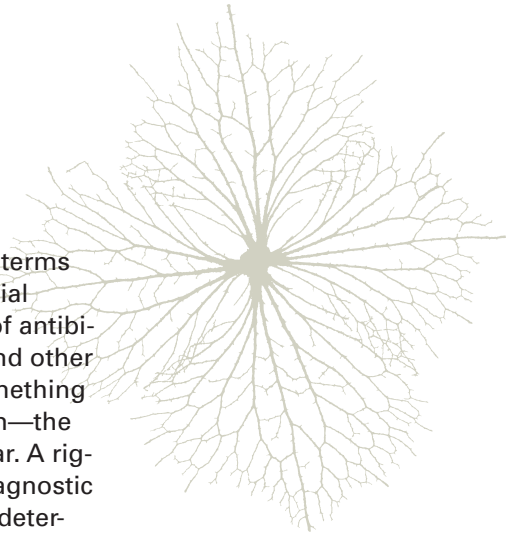 terms
ial
of antibi-
nd other
nething
n—the
ar. A rig-
agnostic
deter-